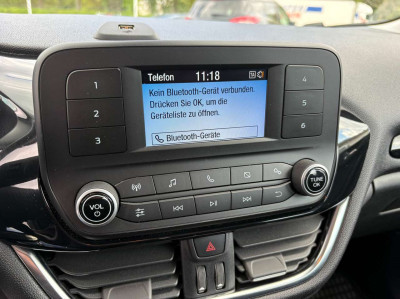 Telefon 11:18
Kein Bluetooth-Gerät verbunden.
Drücken Sie OK, um die
Geräteliste zu öffnen.
Bluetooth-Geräte
1
2
3
4
5
6
VOL
TUNE
OK